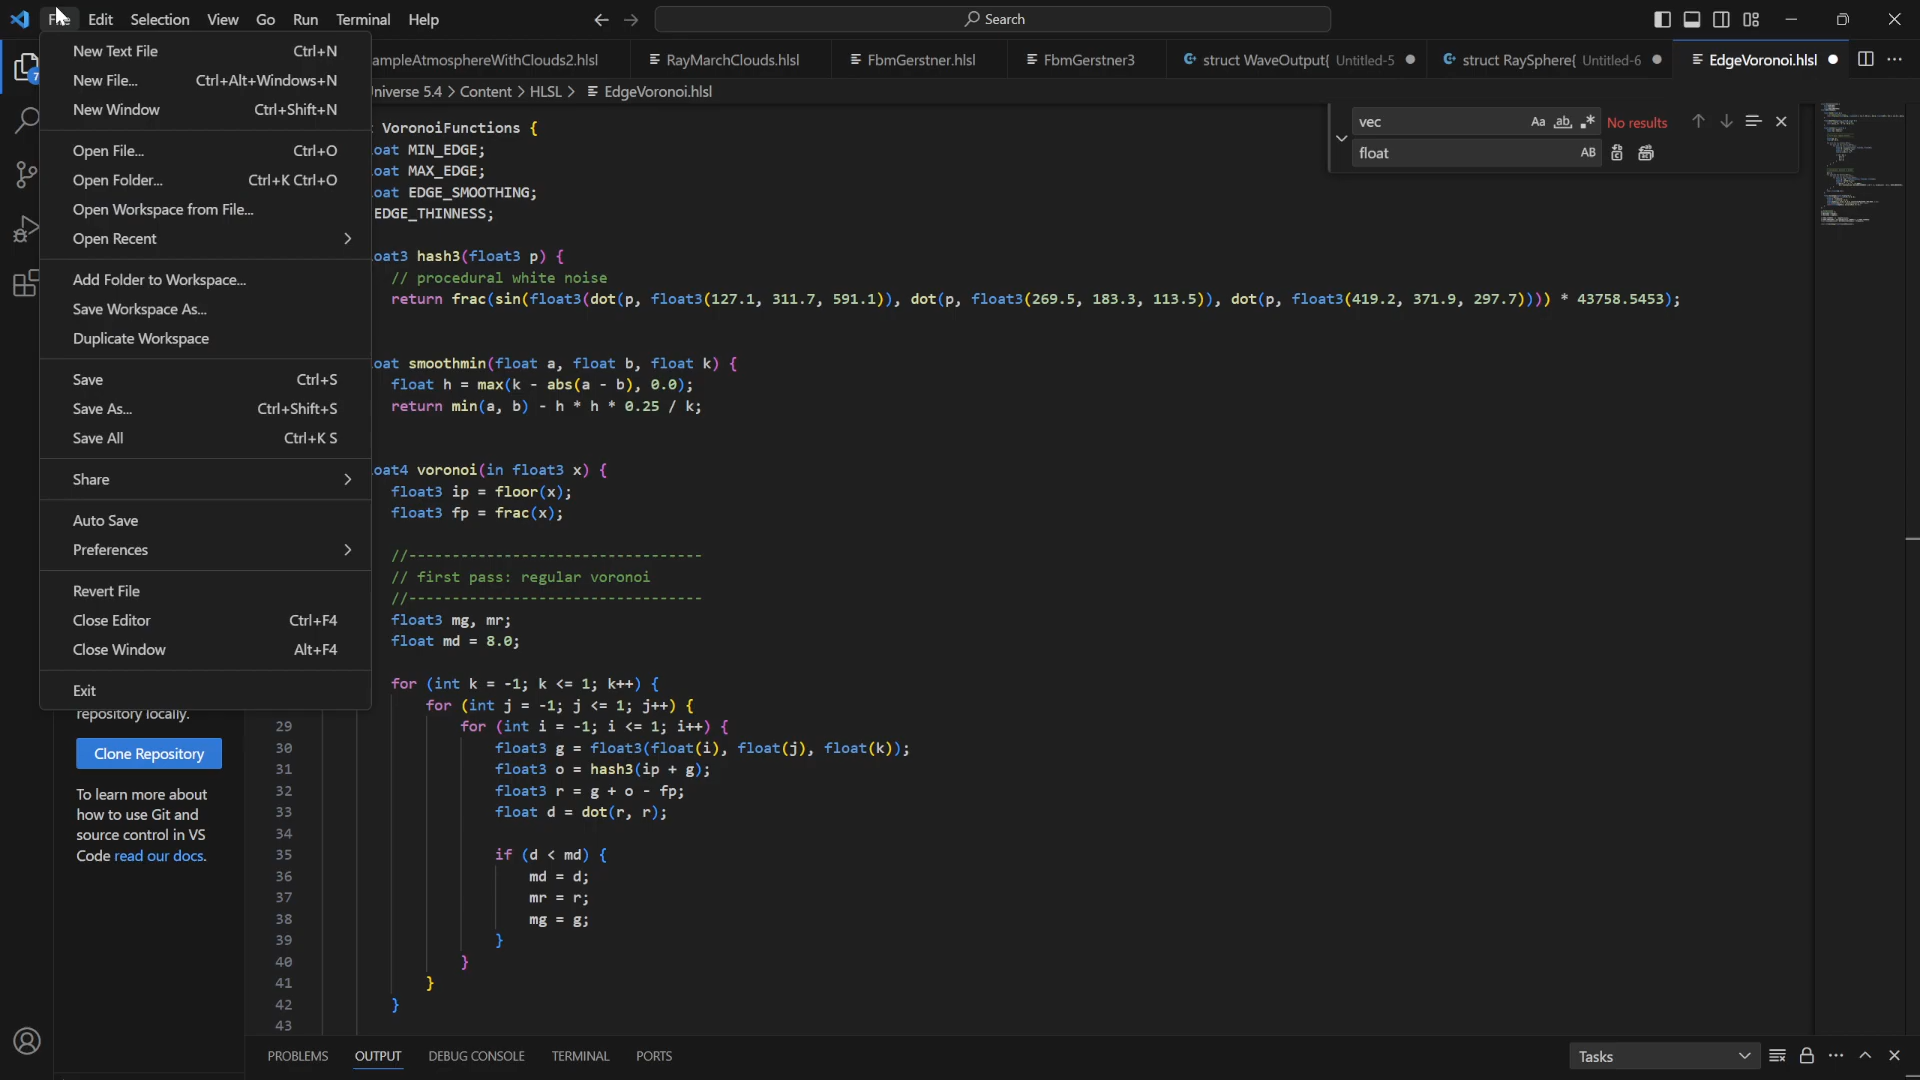 File Edit Selection View Go Run Terminal Help
Search
New Text File Ctrl+N
New File... Ctrl+Alt+Windows+N
New Window Ctrl+Shift+N
Open File... Ctrl+O
Open Folder... Ctrl+K Ctrl+O
Open Workspace from File...
Open Recent
Add Folder to Workspace...
Save Workspace As...
Duplicate Workspace
Save Ctrl+S
Save As... Ctrl+Shift+S
Save All Ctrl+K S
Share
Auto Save
Preferences
Revert File
Close Editor Ctrl+F4
Close Window Alt+F4
Exit
repository locally.
Clone Repository
To learn more about
how to use Git and
source control in VS
Code read our docs.
7
ampleAtmosphereWithClouds2.hlsl RayMarchClouds.hlsl FbmGerstner.hlsl FbmGerstner3 struct WaveOutput{ Untitled-5 struct RaySphere{ Untitled-6 EdgeVoronoi.hlsl
niverse 5.4 > Content > HLSL > EdgeVoronoi.hlsl
vec Aa ab .* No results
float AB
VoronoiFunctions {
oat MIN_EDGE;
oat MAX_EDGE;
oat EDGE_SMOOTHING;
EDGE_THINNESS;
oat3 hash3(float3 p) {
// procedural white noise
return frac(sin(float3(dot(p, float3(127.1, 311.7, 591.1)), dot(p, float3(269.5, 183.3, 113.5)), dot(p, float3(419.2, 371.9, 297.7)))) * 43758.5453);
oat smoothmin(float a, float b, float k) {
float h = max(k - abs(a - b), 0.0);
return min(a, b) - h * h * 0.25 / k;
oat4 voronoi(in float3 x) {
float3 ip = floor(x);
float3 fp = frac(x);
//----------------------------------
// first pass: regular voronoi
//----------------------------------
float3 mg, mr;
float md = 8.0;
for (int k = -1; k <= 1; k++) {
for (int j = -1; j <= 1; j++) {
29 for (int i = -1; i <= 1; i++) {
30 float3 g = float3(float(i), float(j), float(k));
31 float3 o = hash3(ip + g);
32 float3 r = g + o - fp;
33 float d = dot(r, r);
34
35 if (d < md) {
36 md = d;
37 mr = r;
38 mg = g;
39 }
40 }
41 }
42 }
43
PROBLEMS OUTPUT DEBUG CONSOLE TERMINAL PORTS
Tasks